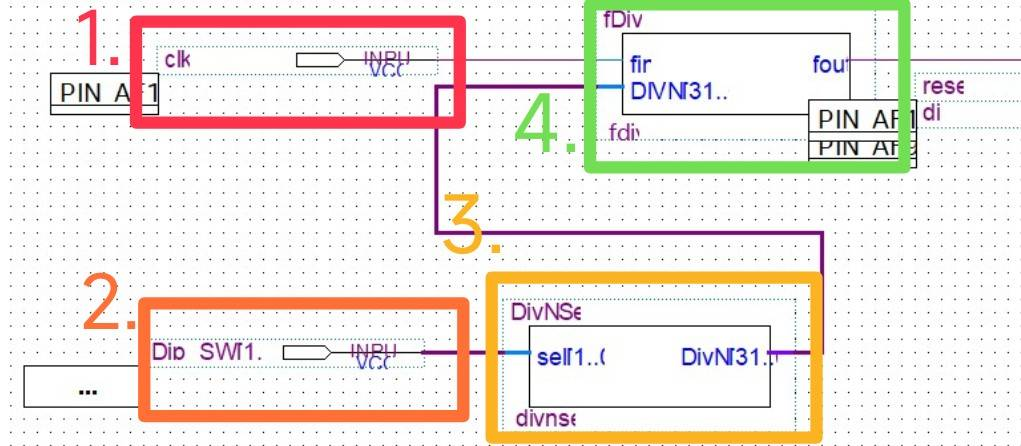 1.
clk
INPU
VCC
PIN_AF1
fDiv
fin
fout
DIVN[31..
fdiv
4.
PIN_AF1
PIN_AF9
rese
di
3.
2.
Dip_SW[1.
INPU
VCC
...
DivNSe
sel[1..0
DivN[31..
divnse